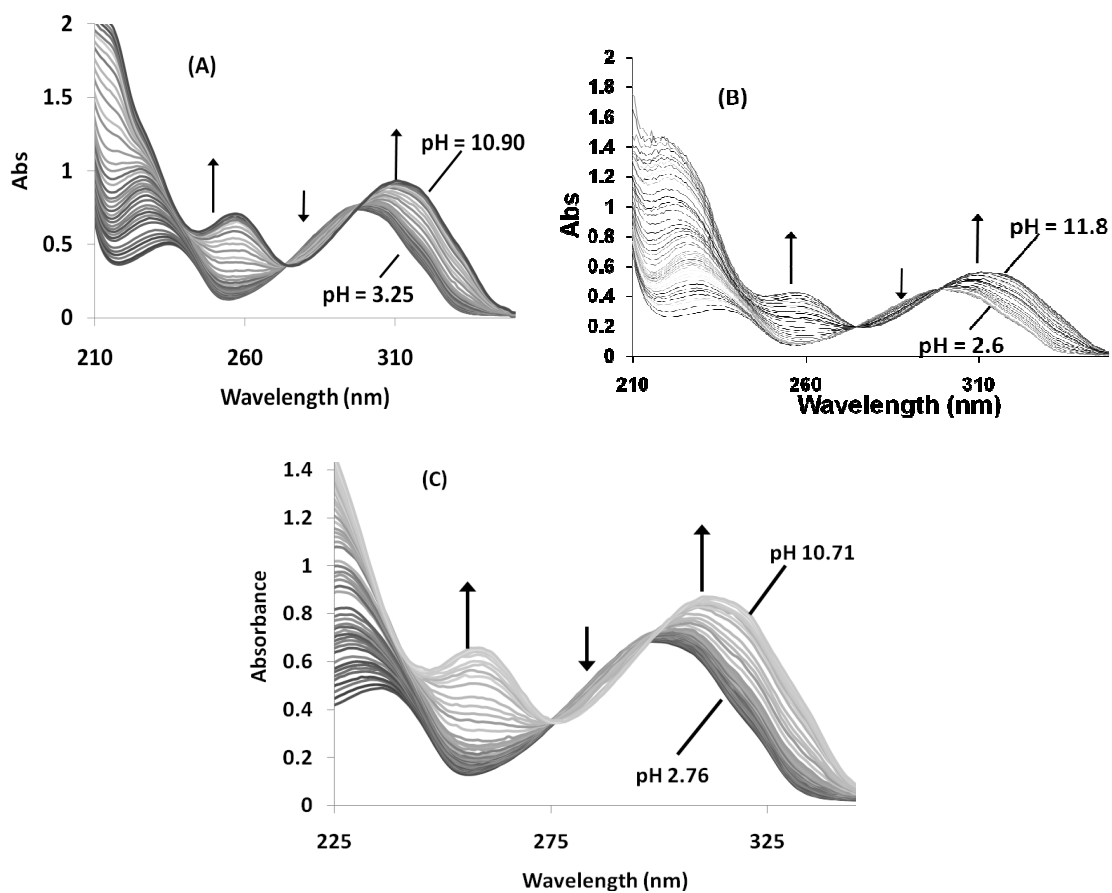 (A)
2
1.5
1
0.5
0
Abs
pH = 10.90
pH = 3.25
210
260
310
Wavelength (nm)
(B)
2
1.8
1.6
1.4
1.2
1
0.8
0.6
0.4
0.2
0
Abs
pH = 11.8
pH = 2.6
210
260
310
Wavelength (nm)
(C)
1.4
1.2
1
0.8
0.6
0.4
0.2
0
Absorbance
pH 10.71
pH 2.76
225
275
325
Wavelength (nm)